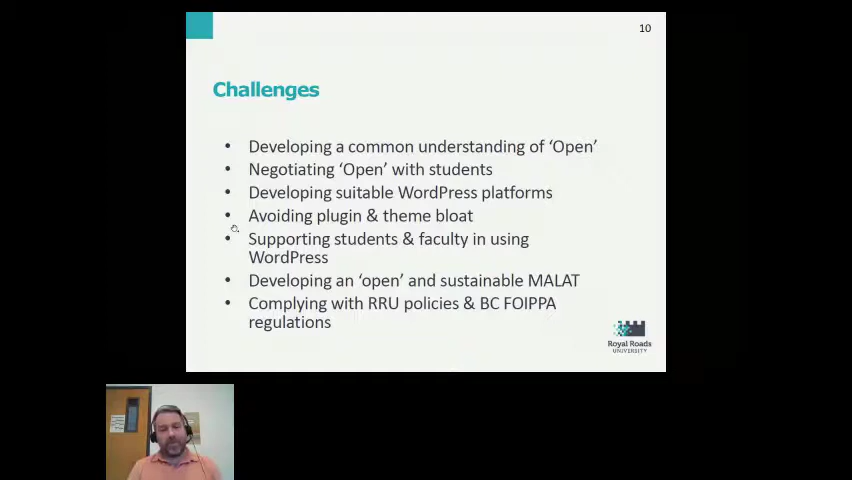 10
Challenges
• Developing a common understanding of ‘Open’
• Negotiating ‘Open’ with students
• Developing suitable WordPress platforms
• Avoiding plugin & theme bloat
• Supporting students & faculty in using
WordPress
• Developing an ‘open’ and sustainable MALAT
• Complying with RRU policies & BC FOIPPA
regulations
Royal Roads
UNIVERSITY